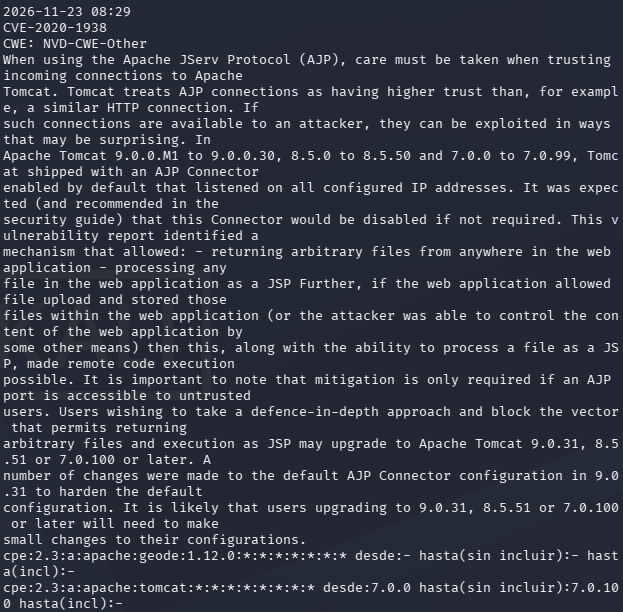 2026-11-23 08:29
CVE-2020-1938
CWE: NVD-CWE-Other
When using the Apache JServ Protocol (AJP), care must be taken when trusting
incoming connections to Apache
Tomcat. Tomcat treats AJP connections as having higher trust than, for exampl
e, a similar HTTP connection. If
such connections are available to an attacker, they can be exploited in ways
that may be surprising. In
Apache Tomcat 9.0.0.M1 to 9.0.0.30, 8.5.0 to 8.5.50 and 7.0.0 to 7.0.99, Tomc
at shipped with an AJP Connector
enabled by default that listened on all configured IP addresses. It was expec
ted (and recommended in the
security guide) that this Connector would be disabled if not required. This v
ulnerability report identified a
mechanism that allowed: - returning arbitrary files from anywhere in the web
application - processing any
file in the web application as a JSP Further, if the web application allowed
file upload and stored those
files within the web application (or the attacker was able to control the con
tent of the web application by
some other means) then this, along with the ability to process a file as a JS
P, made remote code execution
possible. It is important to note that mitigation is only required if an AJP
port is accessible to untrusted
users. Users wishing to take a defence-in-depth approach and block the vector
that permits returning
arbitrary files and execution as JSP may upgrade to Apache Tomcat 9.0.31, 8.5
.51 or 7.0.100 or later. A
number of changes were made to the default AJP Connector configuration in 9.0
.31 to harden the default
configuration. It is likely that users upgrading to 9.0.31, 8.5.51 or 7.0.100
or later will need to make
small changes to their configurations.
cpe:2.3:a:apache:geode:1.12.0:*:*:*:*:*:*:* desde:- hasta(sin incluir):- hast
a(incl):-
cpe:2.3:a:apache:tomcat:*:*:*:*:*:*:*:* desde:7.0.0 hasta(sin incluir):7.0.10
0 hasta(incl):-